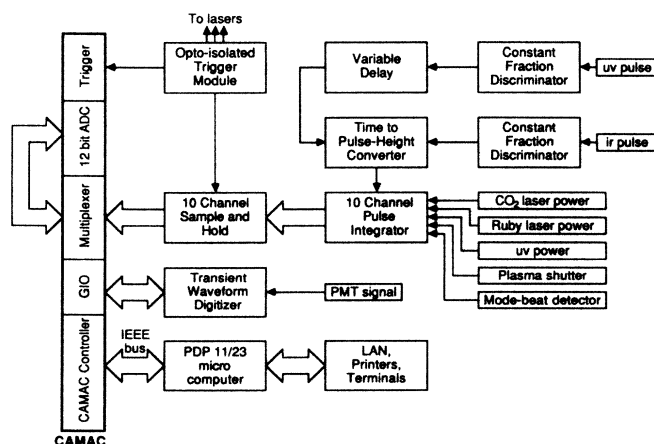 To lasers
Trigger
12 bit ADC
Multiplexer
GIO
CAMAC Controller
CAMAC
Opto-isolated
Trigger
Module
Variable
Delay
Constant
Fraction
Discriminator
uv pulse
Time to
Pulse-Height
Converter
Constant
Fraction
Discriminator
ir pulse
10 Channel
Sample and
Hold
10 Channel
Pulse
Integrator
CO2 laser power
Ruby laser power
uv power
Plasma shutter
Mode-beat detector
Transient
Waveform
Digitizer
PMT signal
IEEE
bus
PDP 11/23
micro
computer
LAN,
Printers,
Terminals